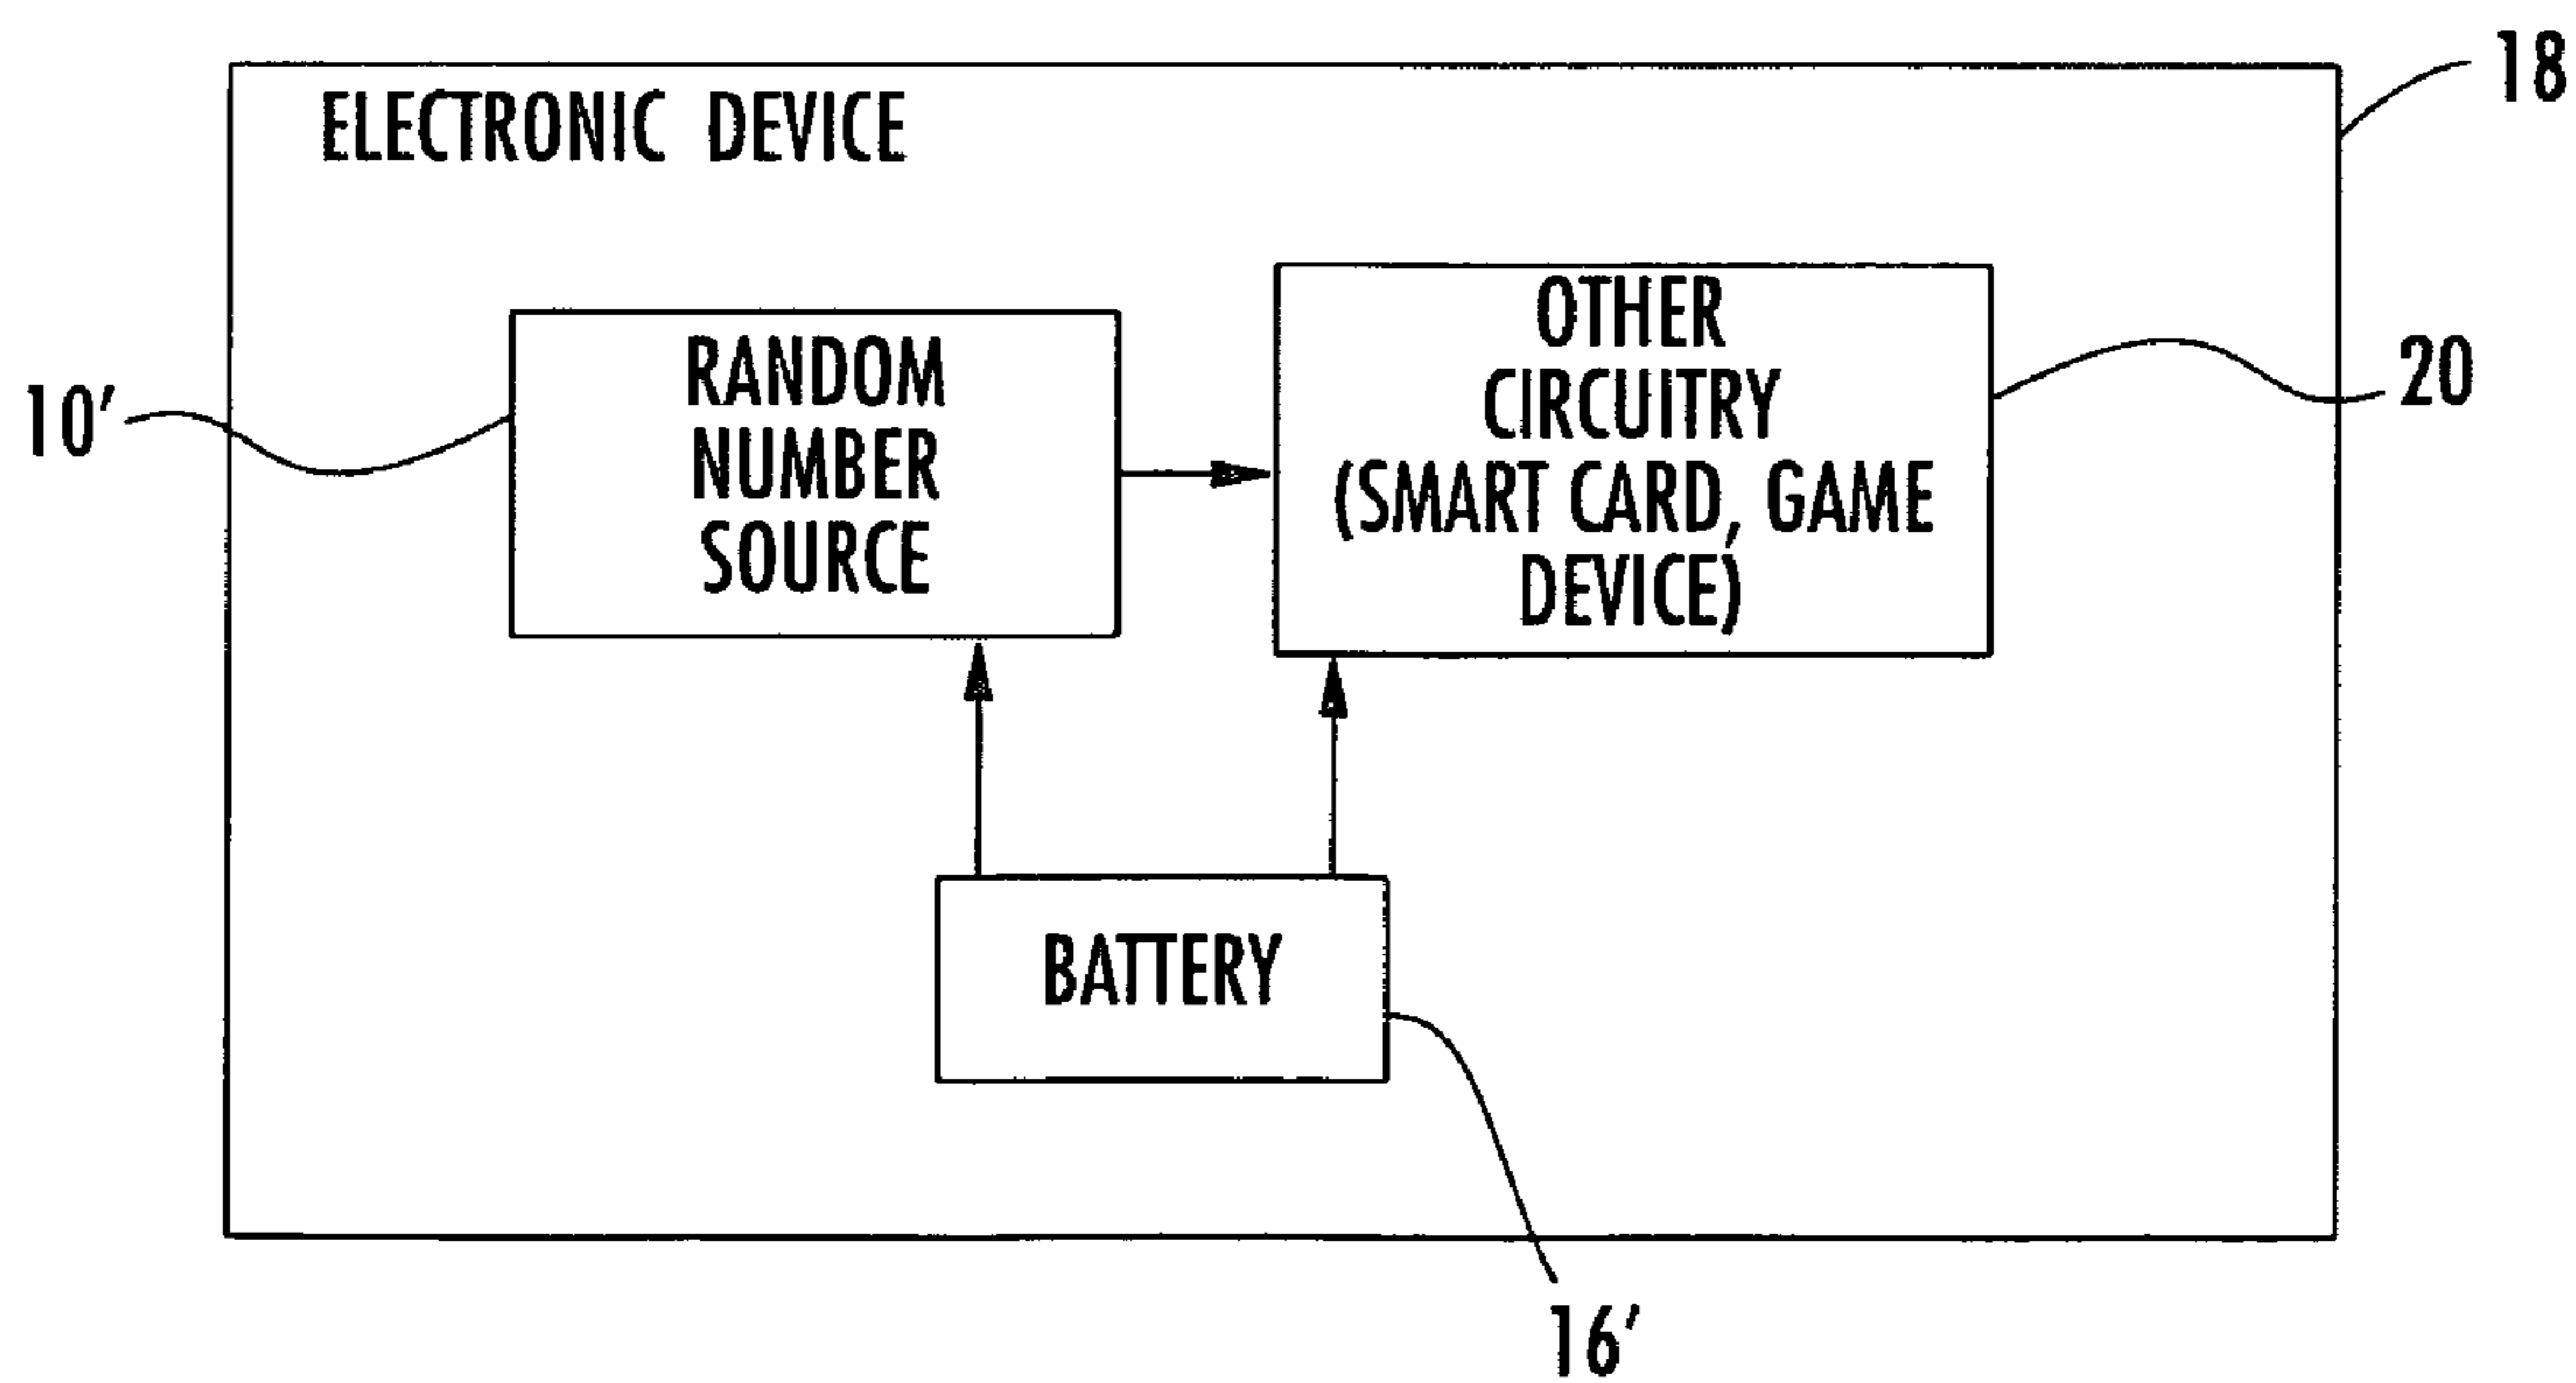 18
ELECTRONIC DEVICE
10′
RANDOM
NUMBER
SOURCE
OTHER
CIRCUITRY
(SMART CARD, GAME
DEVICE)
20
BATTERY
16′